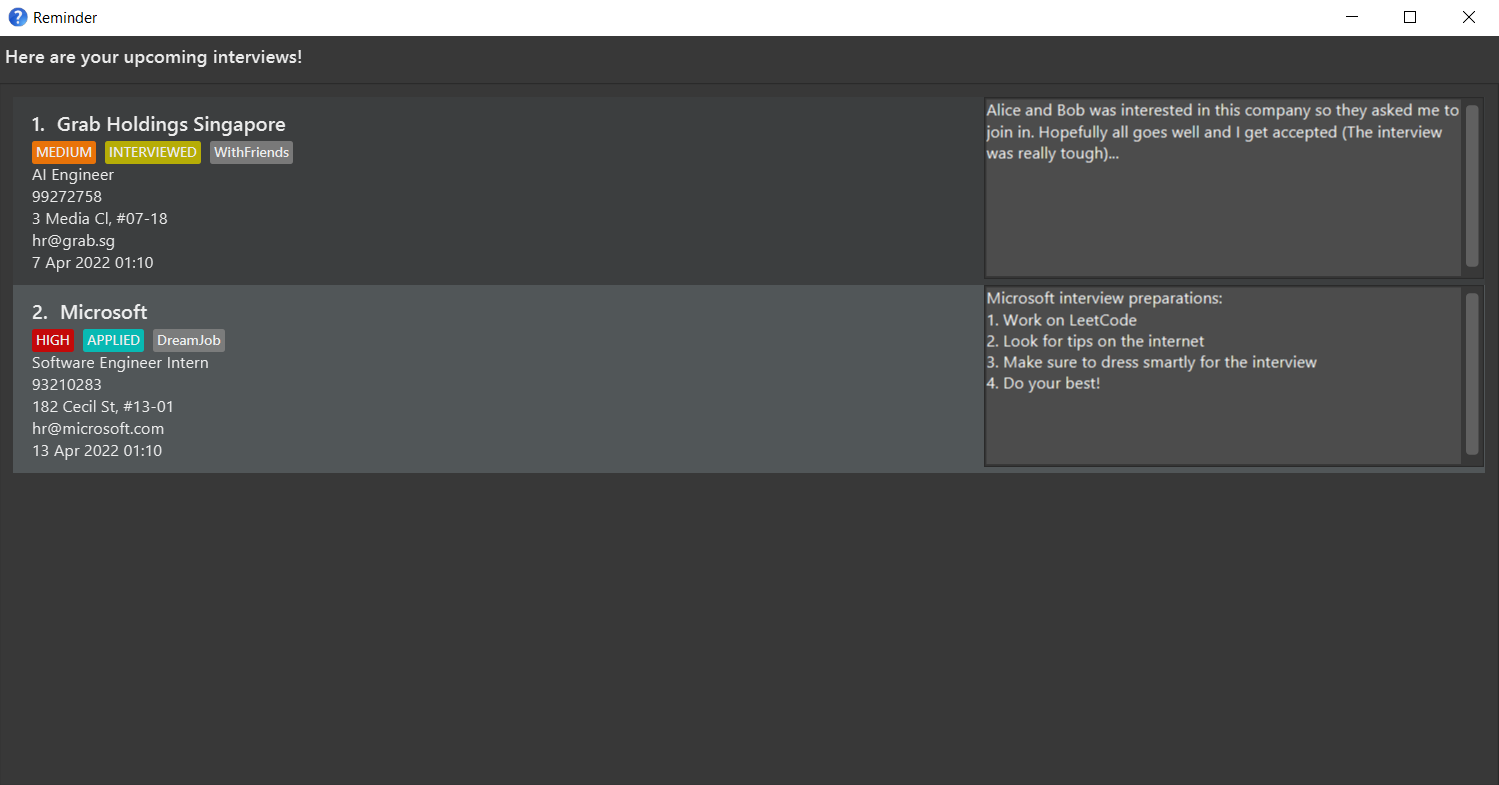 Reminder
Here are your upcoming interviews!
1. Grab Holdings Singapore
MEDIUM INTERVIEWED WithFriends
AI Engineer
99272758
3 Media Cl, #07-18
hr@grab.sg
7 Apr 2022 01:10
Alice and Bob was interested in this company so they asked me to
join in. Hopefully all goes well and I get accepted (The interview
was really tough)...
2. Microsoft
HIGH APPLIED DreamJob
Software Engineer Intern
93210283
182 Cecil St, #13-01
hr@microsoft.com
13 Apr 2022 01:10
Microsoft interview preparations:
1. Work on LeetCode
2. Look for tips on the internet
3. Make sure to dress smartly for the interview
4. Do your best!